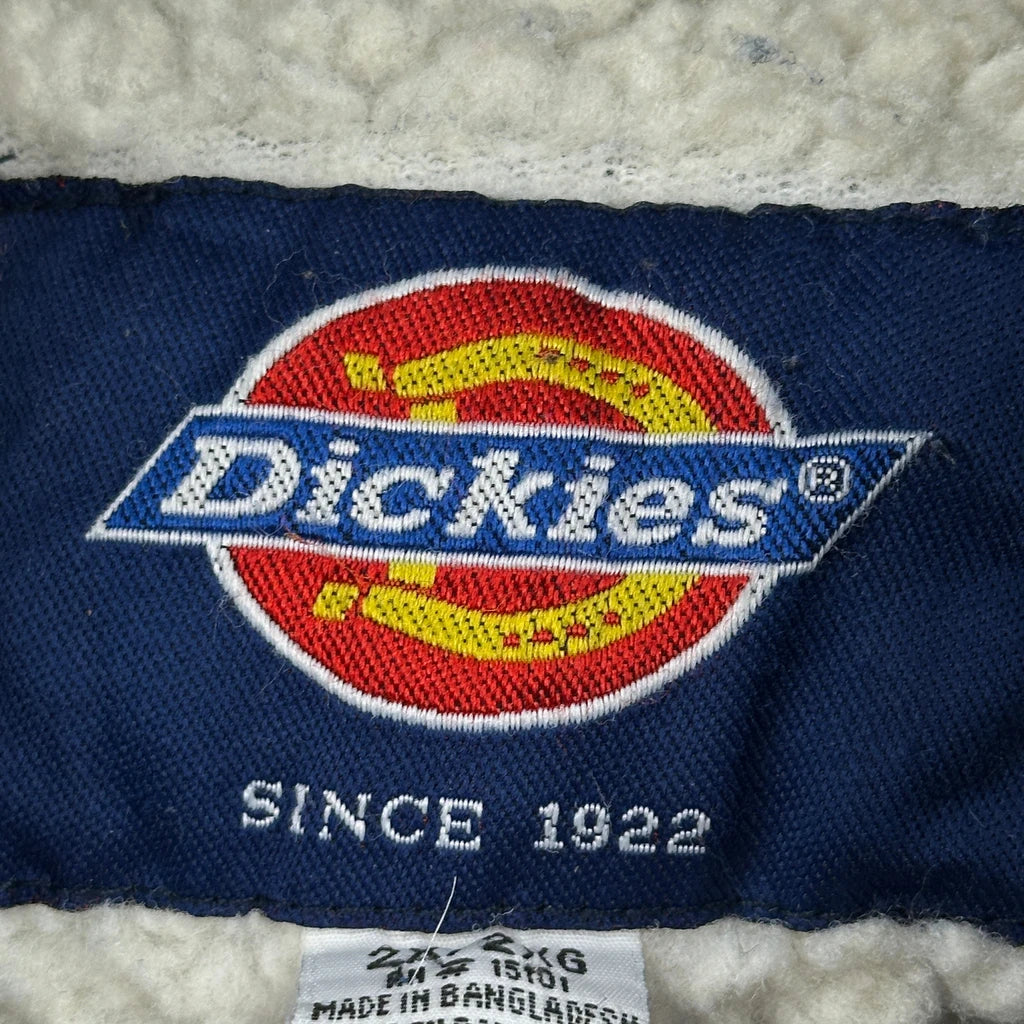 Dickies®
SINCE 1922
2X- 2XG
RN # 15101
MADE IN BANGLADESH